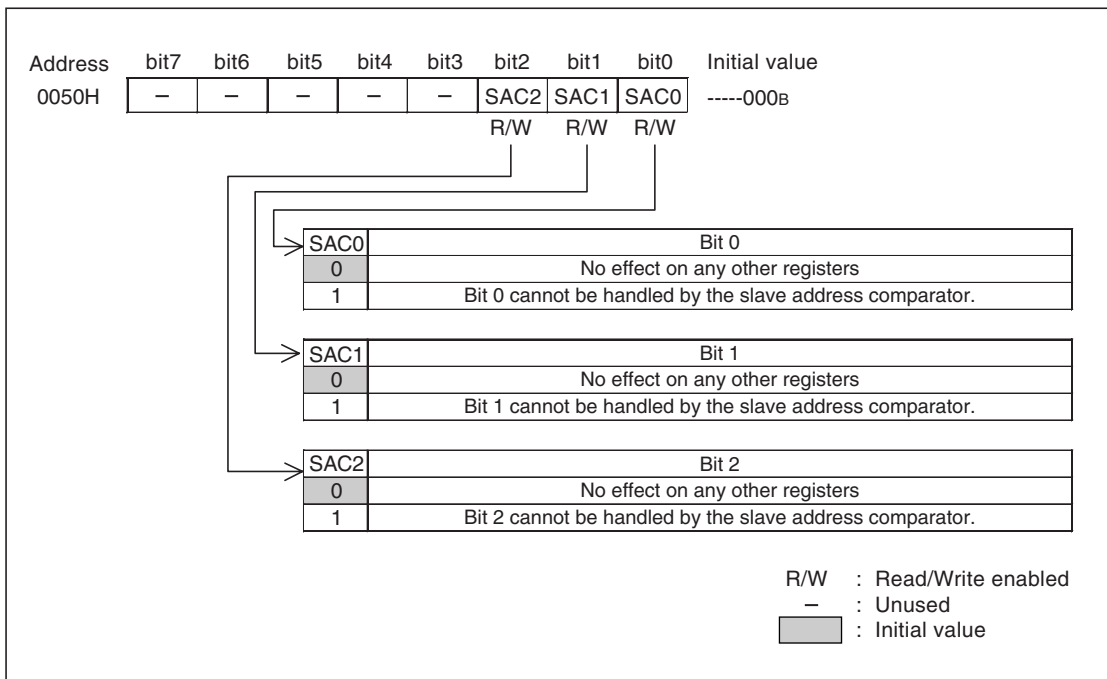 Address bit7 bit6 bit5 bit4 bit3 bit2 bit1 bit0 Initial value
0050H – – – – – SAC2 SAC1 SAC0 -----000B
R/W R/W R/W
SAC0 Bit 0
0 No effect on any other registers
1 Bit 0 cannot be handled by the slave address comparator.
SAC1 Bit 1
0 No effect on any other registers
1 Bit 1 cannot be handled by the slave address comparator.
SAC2 Bit 2
0 No effect on any other registers
1 Bit 2 cannot be handled by the slave address comparator.
R/W : Read/Write enabled
– : Unused
: Initial value